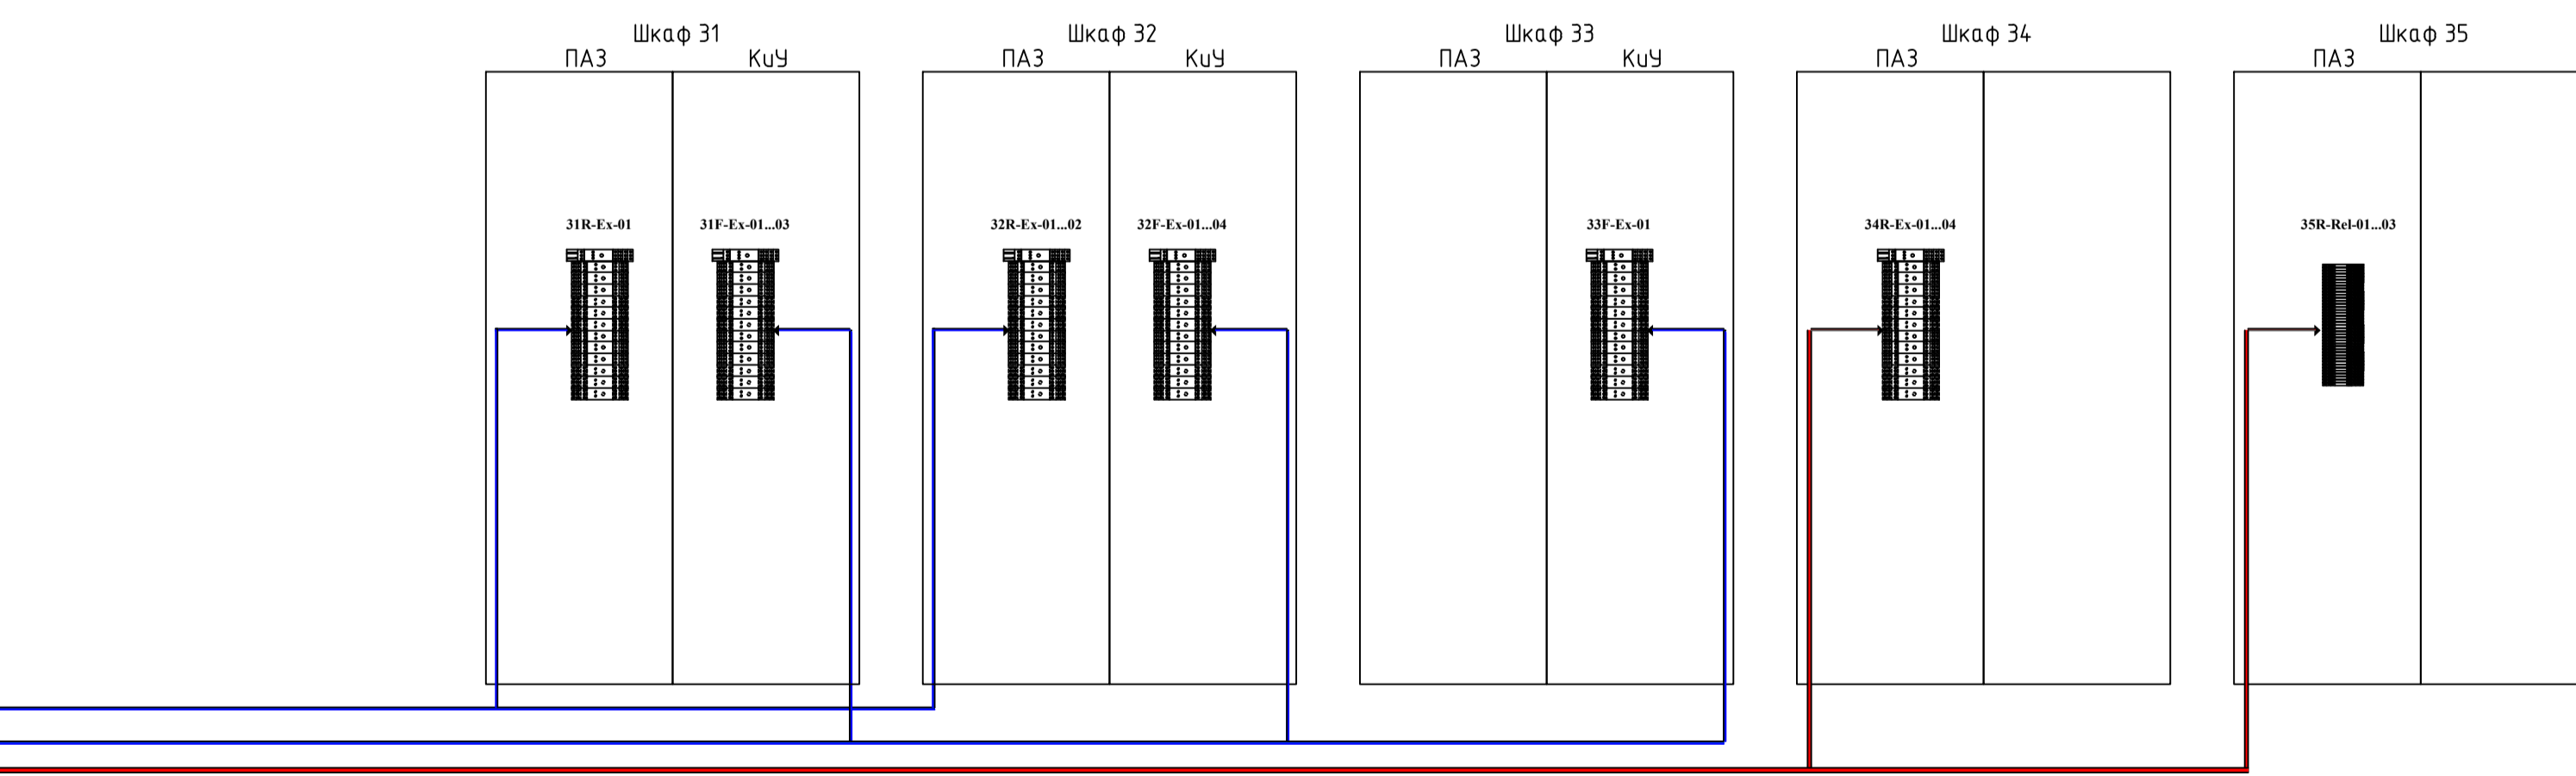 Шкаф 31
ПАЗ КиУ
31R-Ex-01 31F-Ex-01...03
Шкаф 32
ПАЗ КиУ
32R-Ex-01...02 32F-Ex-01...04
Шкаф 33
ПАЗ КиУ
33F-Ex-01
Шкаф 34
ПАЗ
34R-Ex-01...04
Шкаф 35
ПАЗ
35R-Rel-01...03